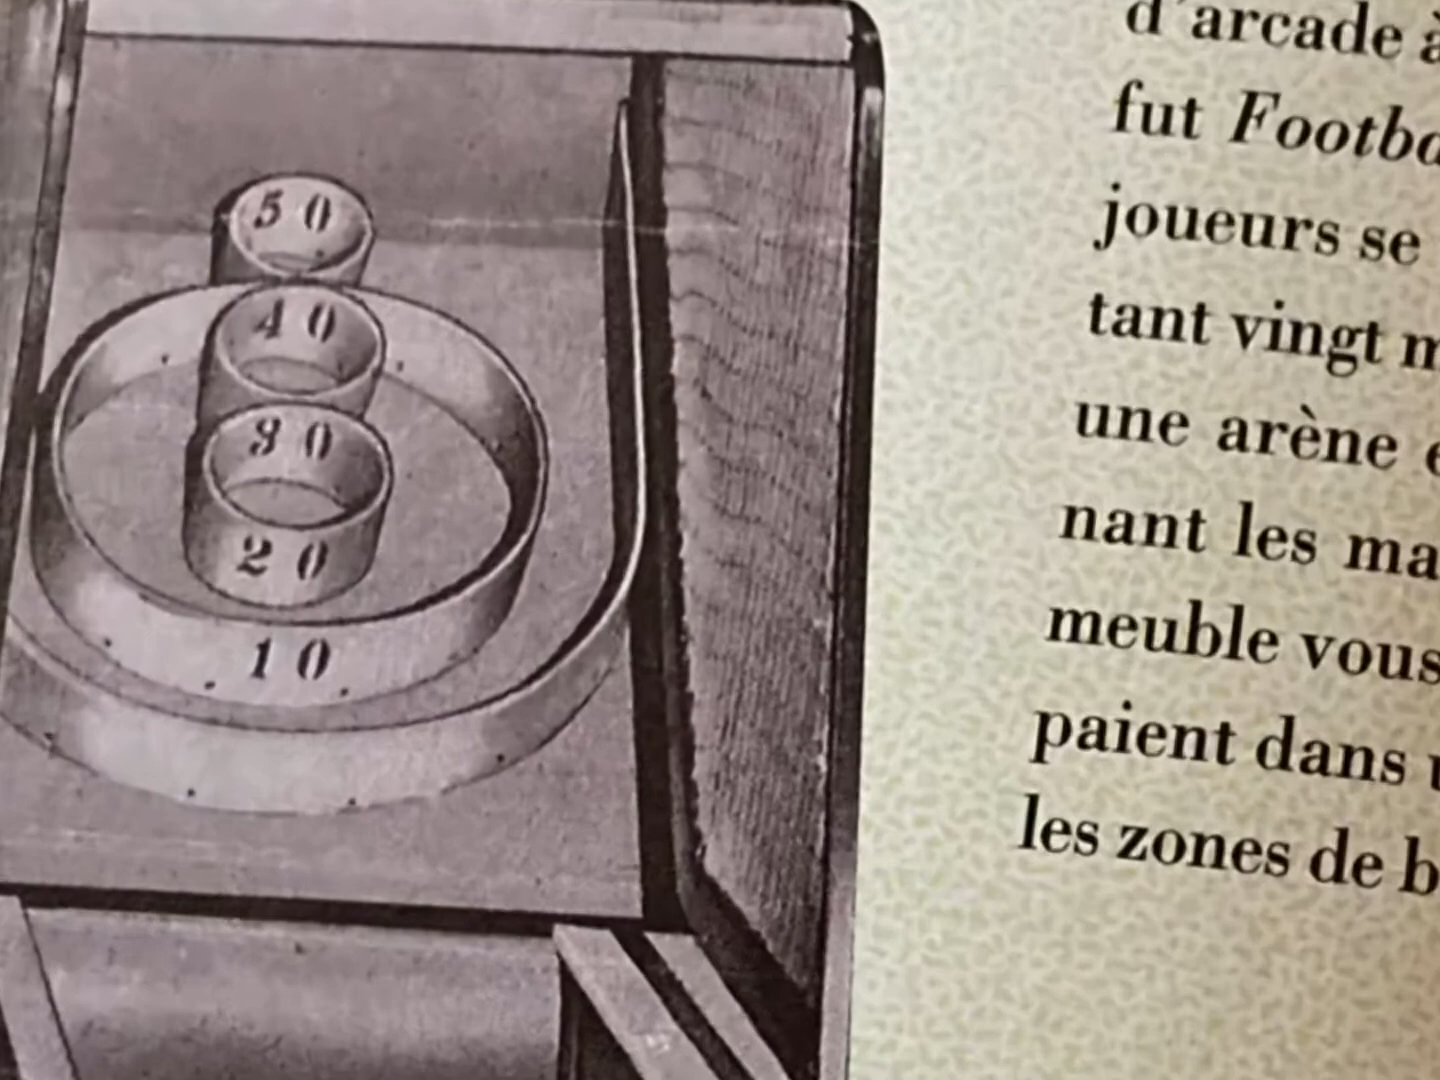 50
40
30
20
10
d'arcade à
fut
joueurs se
tant vingt
une arène
nant les
meuble vous
paient dans
les zones de